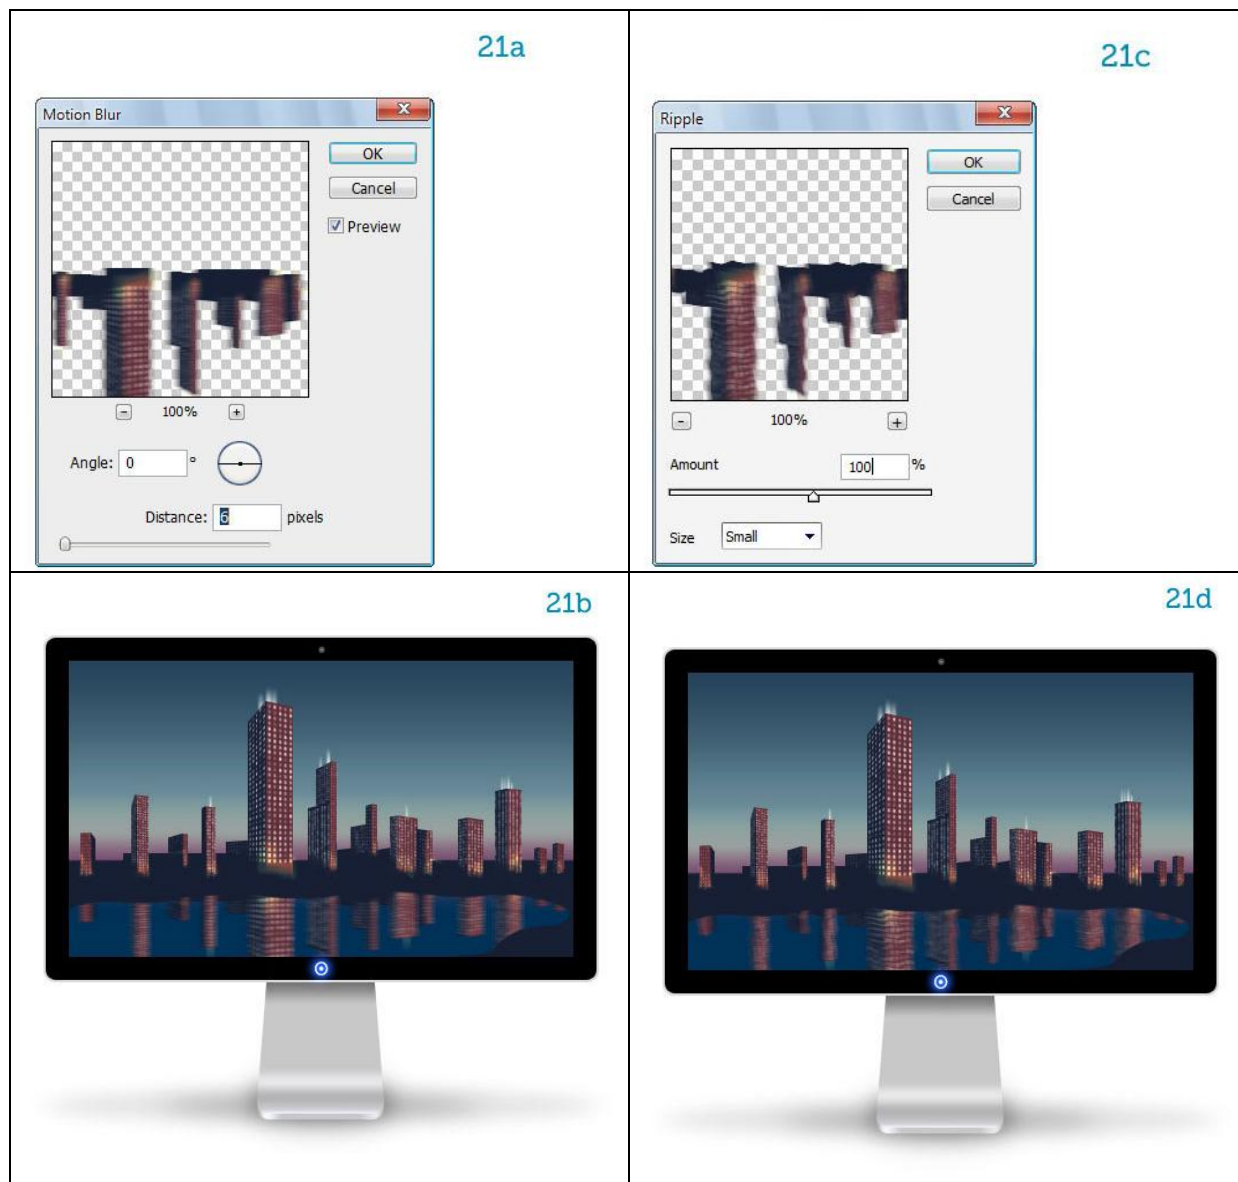 21a
Motion Blur
OK
Cancel
Preview
100%
Angle: 0 °
Distance: 6 pixels
21c
Ripple
OK
Cancel
100%
Amount 100 %
Size Small
21b
21d